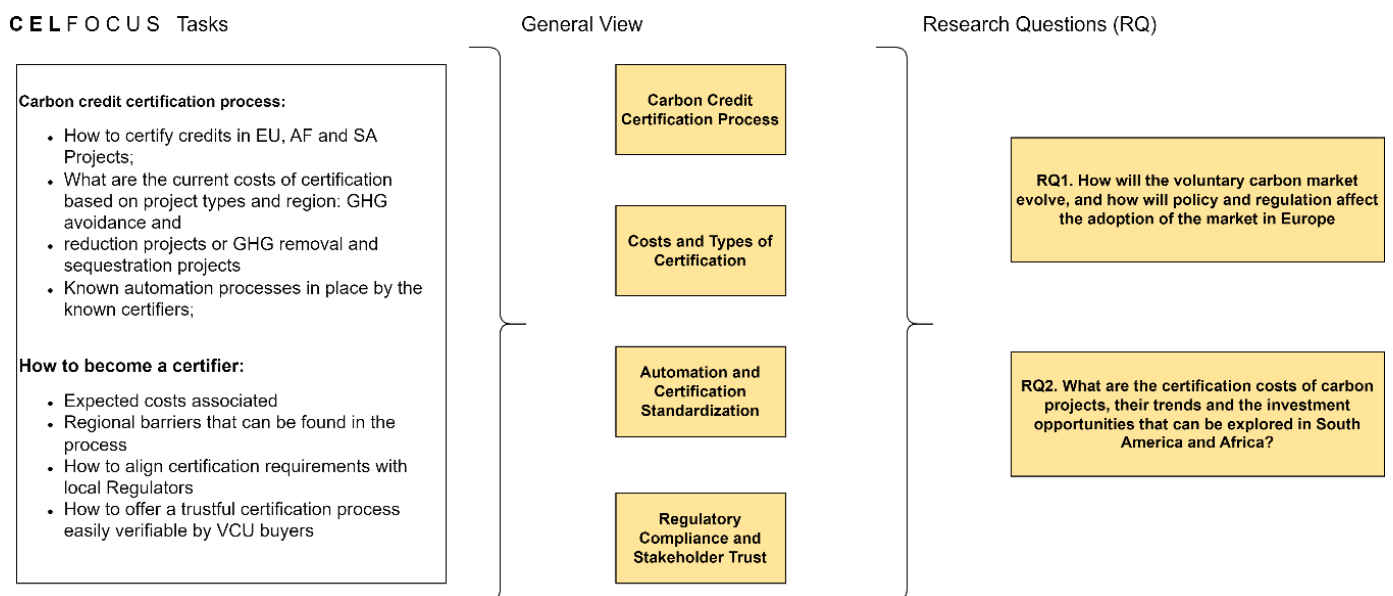 CELFOCUS Tasks
General View
Research Questions (RQ)
Carbon credit certification process:
How to certify credits in EU, AF and SA
Projects;
What are the current costs of certification
based on project types and region: GHG
avoidance and
reduction projects or GHG removal and
sequestration projects
Known automation processes in place by the
known certifiers;
How to become a certifier:
Expected costs associated
Regional barriers that can be found in the
process
How to align certification requirements with
local Regulators
How to offer a trustful certification process
easily verifiable by VCU buyers
Carbon Credit
Certification Process
Costs and Types of
Certification
Automation and
Certification
Standardization
Regulatory
Compliance and
Stakeholder Trust
RQ1. How will the voluntary carbon market
evolve, and how will policy and regulation affect
the adoption of the market in Europe
RQ2. What are the certification costs of carbon
projects, their trends and the investment
opportunities that can be explored in South
America and Africa?